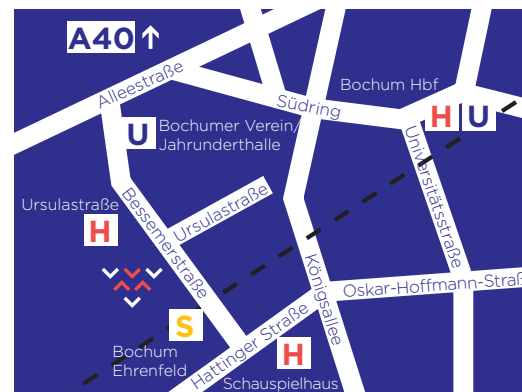 A40 ↑
Alleestraße
Bochum Hbf
Südring
H U
U Bochumer Verein/
Jahrunderthalle
Universitätsstraße
Ursulastraße
H
Bessemerstraße
Ursulastraße
Königsallee
Oskar-Hoffmann-Straß
S
Bochum
Ehrenfeld
Hattinger Straße
H
Schauspielhaus